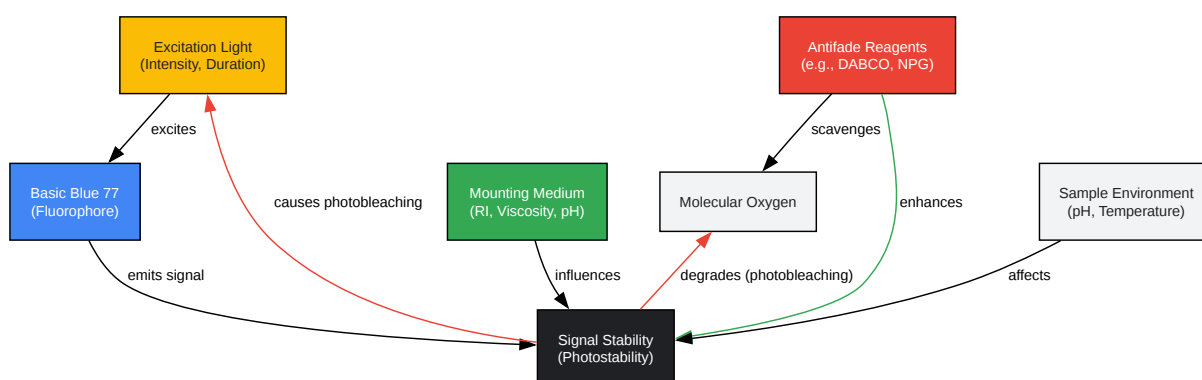 Excitation Light
(Intensity, Duration)
Antifade Reagents
(e.g., DABCO, NPG)
excites
scavenges
Basic Blue 77
(Fluorophore)
causes photobleaching
Mounting Medium
(RI, Viscosity, pH)
Molecular Oxygen
enhances
Sample Environment
(pH, Temperature)
emits signal
influences
degrades (photobleaching)
affects
Signal Stability
(Photostability)